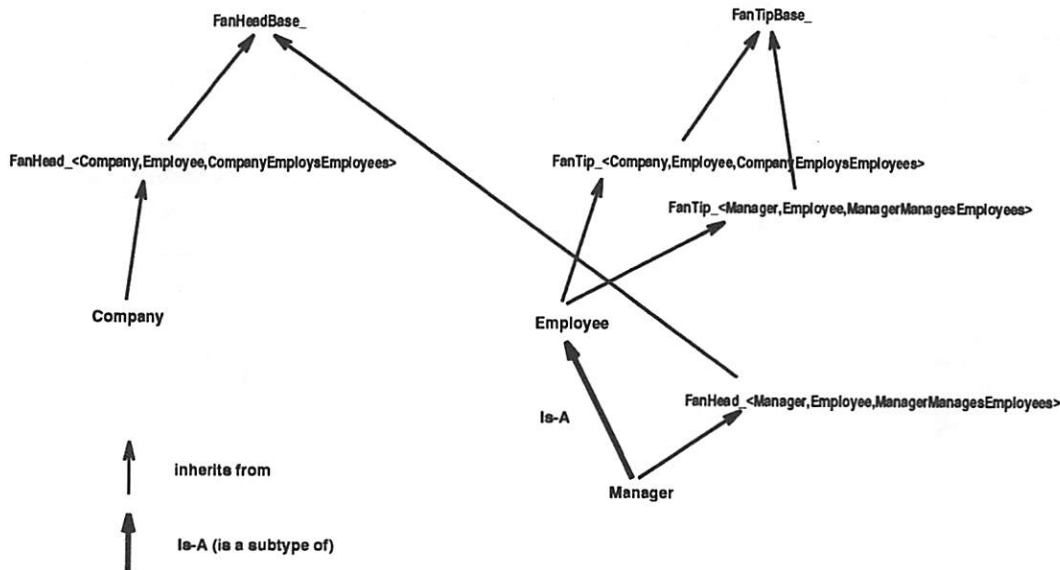 FanHeadBase_
FanTipBase_
FanHead_<Company,Employee,CompanyEmploysEmployees>
FanTip_<Company,Employee,CompanyEmploysEmployees>
FanTip_<Manager,Employee,ManagerManagesEmployees>
Company
Employee
FanHead_<Manager,Employee,ManagerManagesEmployees>
Is-A
Manager
inherits from
Is-A (is a subtype of)